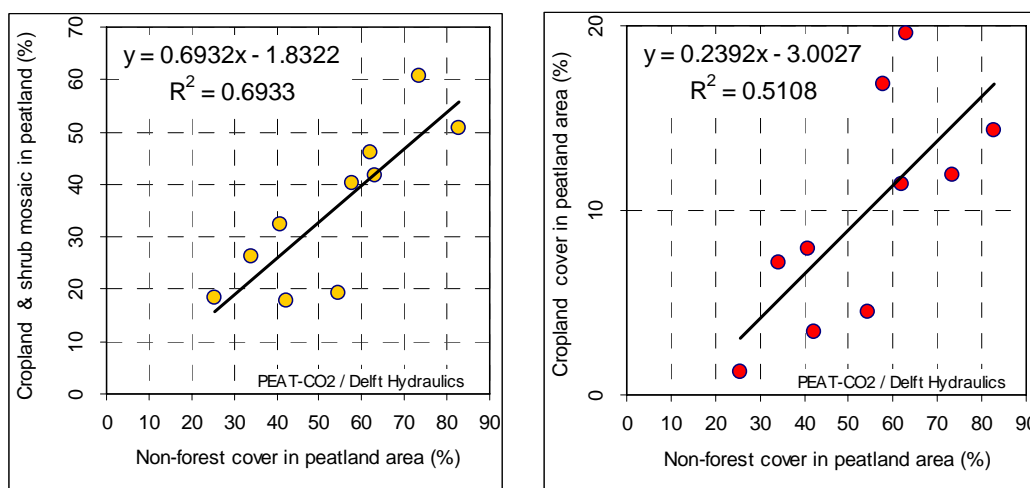 Cropland & shrub mosaic in peatland (%)
70
60
50
40
30
20
10
0
y = 0.6932x - 1.8322
R² = 0.6933
PEAT-CO2 / Delft Hydraulics
0 10 20 30 40 50 60 70 80 90
Non-forest cover in peatland area (%)
Cropland cover in peatland area (%)
20
10
0
y = 0.2392x - 3.0027
R² = 0.5108
PEAT-CO2 / Delft Hydraulics
0 10 20 30 40 50 60 70 80 90
Non-forest cover in peatland area (%)